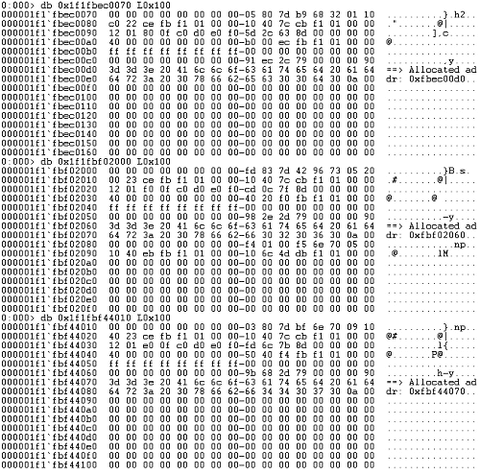 0:000> db 0x1f1fbec0070 L0x100
000001f1`fbec0070 00 00 00 00 00 00 00 00-05 80 7d b9 68 32 01 10 ..........}.h2..
000001f1`fbec0080 c0 22 ce fb f1 01 00 00-10 40 7c cb f1 01 00 00 .".......@|.....
000001f1`fbec0090 12 01 80 0f c0 d0 e0 f0-5d 2c 63 8d 00 00 00 00 ........],c.....
000001f1`fbec00a0 40 00 00 00 00 00 00 00-b0 00 ec fb f1 01 00 00 @...............
000001f1`fbec00b0 ff ff ff ff ff ff ff ff-00 00 00 00 00 00 00 00 ................
000001f1`fbec00c0 00 00 00 00 00 00 00 00-91 ec 2c 79 00 00 00 90 ..........,y....
000001f1`fbec00d0 3d 3d 3e 20 41 6c 6c 6f-63 61 74 65 64 20 61 64 ==> Allocated ad
000001f1`fbec00e0 64 72 3a 20 30 78 66 62-65 63 30 30 64 30 0a 00 dr: 0xfbec00d0..
000001f1`fbec00f0 00 00 00 00 00 00 00 00-00 00 00 00 00 00 00 00 ................
000001f1`fbec0100 00 00 00 00 00 00 00 00-00 00 00 00 00 00 00 00 ................
000001f1`fbec0110 00 00 00 00 00 00 00 00-00 00 00 00 00 00 00 00 ................
000001f1`fbec0120 00 00 00 00 00 00 00 00-00 00 00 00 00 00 00 00 ................
000001f1`fbec0130 00 00 00 00 00 00 00 00-00 00 00 00 00 00 00 00 ................
000001f1`fbec0140 00 00 00 00 00 00 00 00-00 00 00 00 00 00 00 00 ................
000001f1`fbec0150 00 00 00 00 00 00 00 00-00 00 00 00 00 00 00 00 ................
000001f1`fbec0160 00 00 00 00 00 00 00 00-00 00 00 00 00 00 00 00 ................
0:000> db 0x1f1fbf02000 L0x100
000001f1`fbf02000 00 00 00 00 00 00 00 00-fd 83 7d 42 96 73 05 20 ..........}B.s. 
000001f1`fbf02010 00 23 ce fb f1 01 00 00-10 40 7c cb f1 01 00 00 .#.......@|.....
000001f1`fbf02020 12 01 f0 0f c0 d0 e0 f0-cd 0c 7f 8d 00 00 00 00 ................
000001f1`fbf02030 40 00 00 00 00 00 00 00-40 20 f0 fb f1 01 00 00 @.......@ ......
000001f1`fbf02040 ff ff ff ff ff ff ff ff-00 00 00 00 00 00 00 00 ................
000001f1`fbf02050 00 00 00 00 00 00 00 00-98 2e 2d 79 00 00 00 90 ..........-y....
000001f1`fbf02060 3d 3d 3e 20 41 6c 6c 6f-63 61 74 65 64 20 61 64 ==> Allocated ad
000001f1`fbf02070 64 72 3a 20 30 78 66 62-66 30 32 30 36 30 0a 00 dr: 0xfbf02060..
000001f1`fbf02080 00 00 00 00 00 00 00 00-f4 01 00 f5 6e 70 05 00 ............np..
000001f1`fbf02090 10 40 eb fb f1 01 00 00-10 6c 4d db f1 01 00 00 .@.......lM.....
000001f1`fbf020a0 00 00 00 00 00 00 00 00-00 00 00 00 00 00 00 00 ................
000001f1`fbf020b0 00 00 00 00 00 00 00 00-00 00 00 00 00 00 00 00 ................
000001f1`fbf020c0 00 00 00 00 00 00 00 00-00 00 00 00 00 00 00 00 ................
000001f1`fbf020d0 00 00 00 00 00 00 00 00-00 00 00 00 00 00 00 00 ................
000001f1`fbf020e0 00 00 00 00 00 00 00 00-00 00 00 00 00 00 00 00 ................
000001f1`fbf020f0 00 00 00 00 00 00 00 00-00 00 00 00 00 00 00 00 ................
0:000> db 0x1f1fbf44010 L0x100
000001f1`fbf44010 00 00 00 00 00 00 00 00-03 80 7d bf 6e 70 09 10 ..........}.np..
000001f1`fbf44020 40 23 ce fb f1 01 00 00-10 40 7c cb f1 01 00 00 @#.......@|.....
000001f1`fbf44030 12 01 e0 0f c0 d0 e0 f0-fd 6c 7b 8d 00 00 00 00 .........l{.....
000001f1`fbf44040 40 00 00 00 00 00 00 00-50 40 f4 fb f1 01 00 00 @.......P@......
000001f1`fbf44050 ff ff ff ff ff ff ff ff-00 00 00 00 00 00 00 00 ................
000001f1`fbf44060 00 00 00 00 00 00 00 00-9b 68 2d 79 00 00 00 90 .........h-y....
000001f1`fbf44070 3d 3d 3e 20 41 6c 6c 6f-63 61 74 65 64 20 61 64 ==> Allocated ad
000001f1`fbf44080 64 72 3a 20 30 78 66 62-66 34 34 30 37 30 0a 00 dr: 0xfbf44070..
000001f1`fbf44090 00 00 00 00 00 00 00 00-00 00 00 00 00 00 00 00 ................
000001f1`fbf440a0 00 00 00 00 00 00 00 00-00 00 00 00 00 00 00 00 ................
000001f1`fbf440b0 00 00 00 00 00 00 00 00-00 00 00 00 00 00 00 00 ................
000001f1`fbf440c0 00 00 00 00 00 00 00 00-00 00 00 00 00 00 00 00 ................
000001f1`fbf440d0 00 00 00 00 00 00 00 00-00 00 00 00 00 00 00 00 ................
000001f1`fbf440e0 00 00 00 00 00 00 00 00-00 00 00 00 00 00 00 00 ................
000001f1`fbf440f0 00 00 00 00 00 00 00 00-00 00 00 00 00 00 00 00 ................
000001f1`fbf44100 00 00 00 00 00 00 00 00-00 00 00 00 00 00 00 00 ................